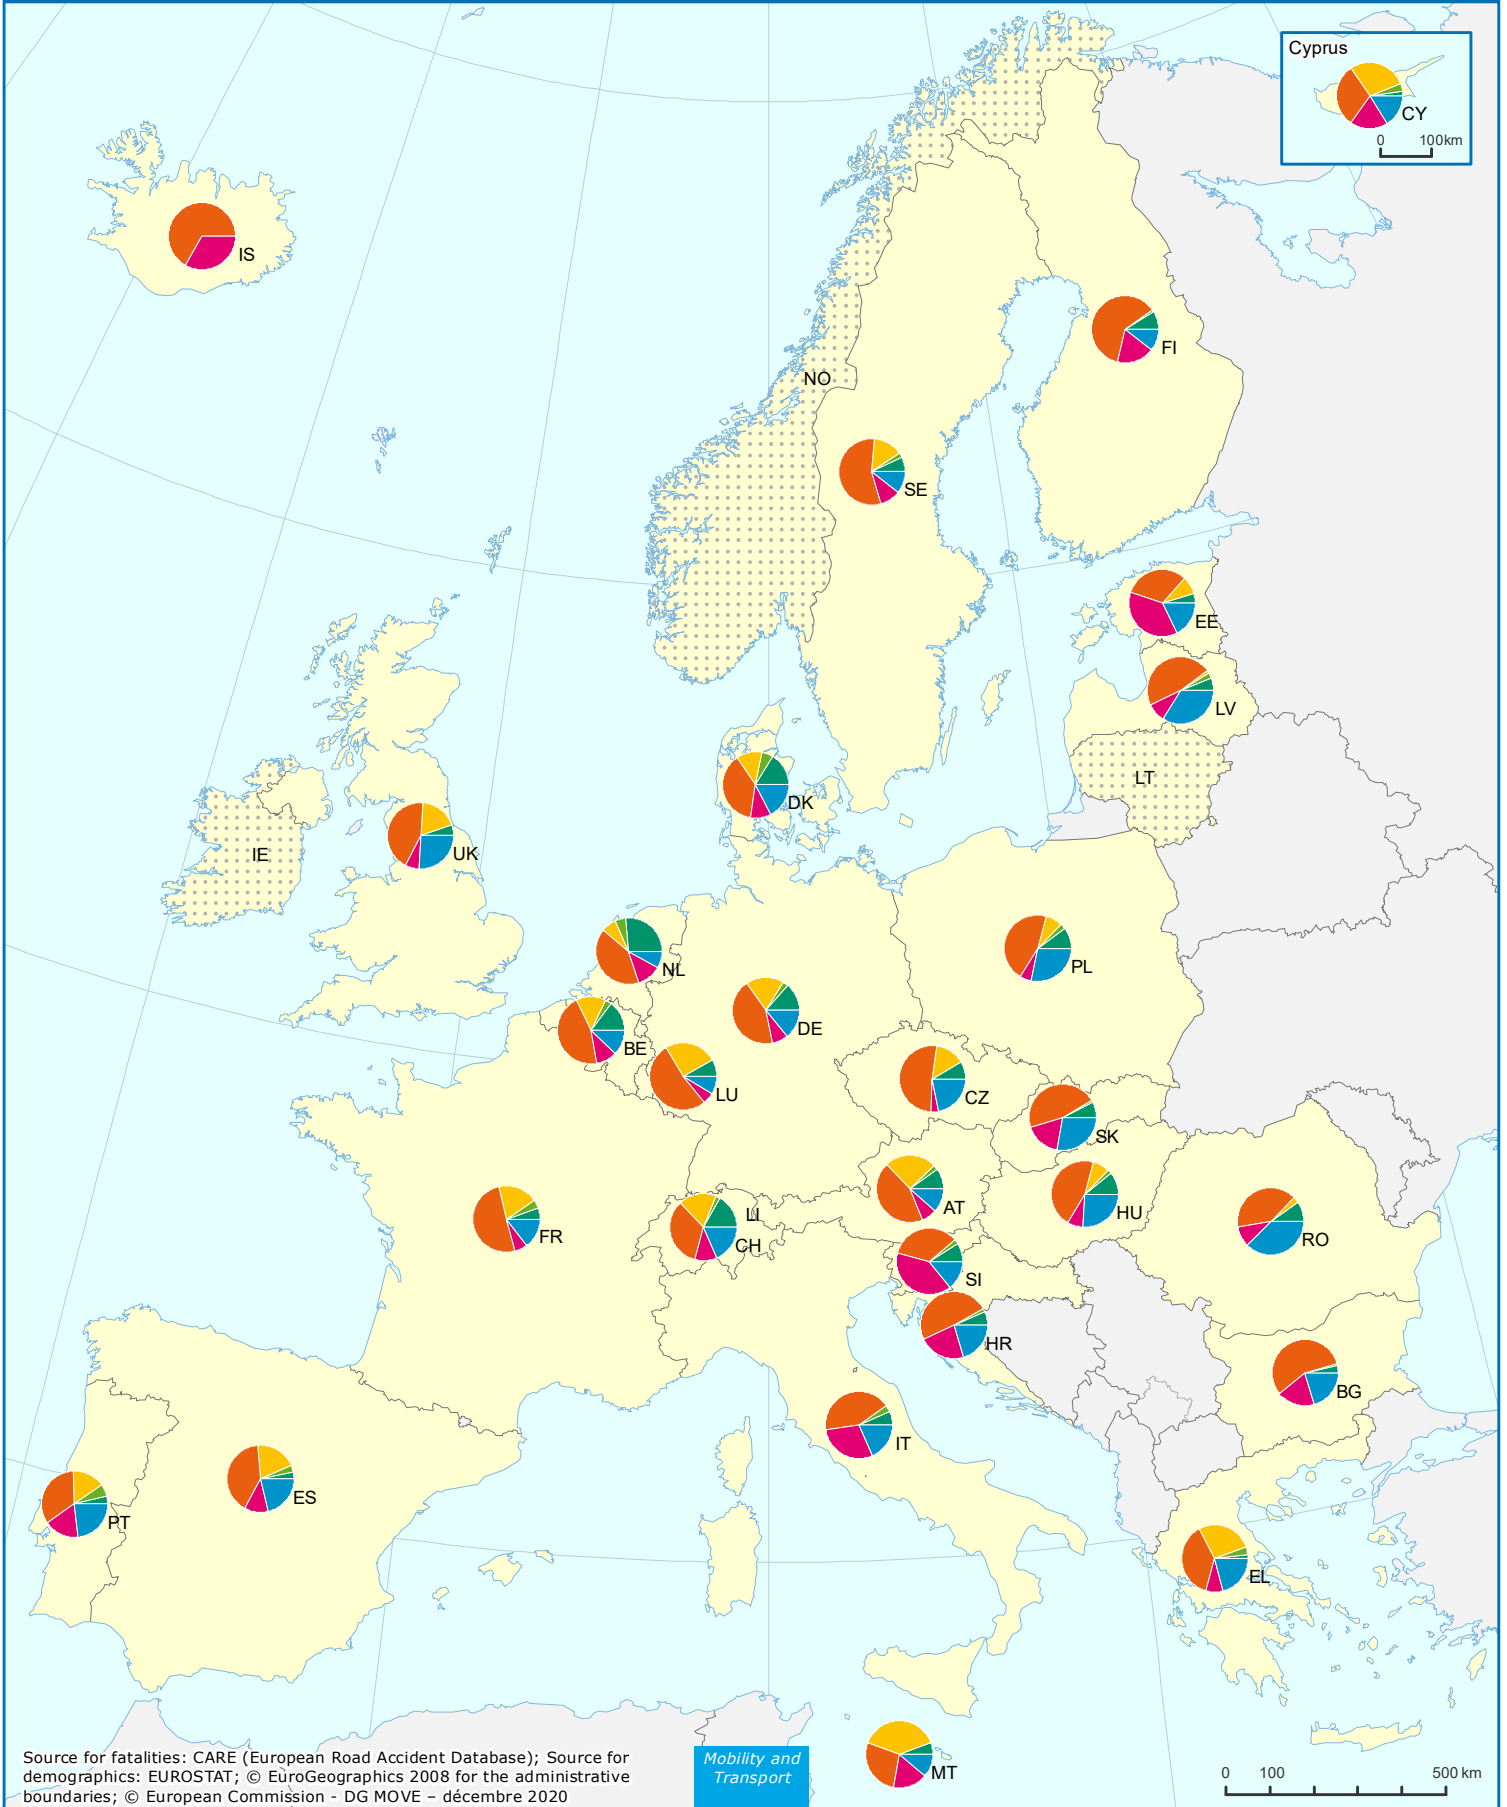 Cyprus
CY
0 100km
IS
FI
NO
SE
EE
LV
LT
DK
IE
UK
NL
PL
DE
BE
LU
CZ
SK
AT
HU
LI
CH
FR
RO
SI
HR
BG
IT
ES
PT
EL
MT
Source for fatalities: CARE (European Road Accident Database); Source for
demographics: EUROSTAT; © EuroGeographics 2008 for the administrative
boundaries; © European Commission - DG MOVE – décembre 2020
Mobility and
Transport
0 100 500 km